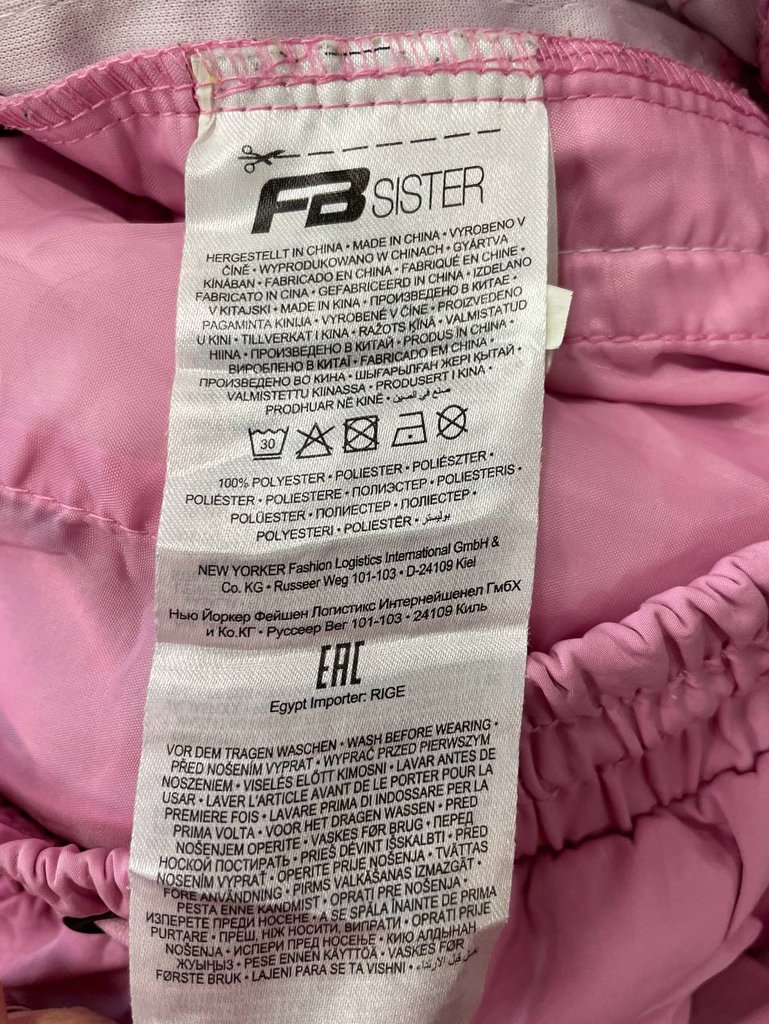 FB SISTER
HERGESTELLT IN CHINA • MADE IN CHINA • VYROBENO V
ČÍNĚ • WYPRODUKOWANO W CHINACH • GYÁRTVA
KÍNÁBAN • FABRICADO EN CHINA • FABRIQUÉ EN CHINE •
FABBRICATO IN CINA • GEFABRICEERD IN CHINA • IZDELANO
V KITAJSKI • MADE IN KINA • ПРОИЗВЕДЕНО В КИТАЕ •
PAGAMINTA KINIJA • VYROBENÉ V ČÍNE • PROIZVEDENO
U KINI • TILLVERKAT I KINA • RAŽOTS ĶĪNĀ • VALMISTATUD
HIINA • ПРОИЗВЕДЕНО В КИТАЙ • PRODUS ÎN CHINA •
ВИРОБЛЕНО В КИТАЇ • FABRICADO EM CHINA •
ПРОИЗВЕДЕНО ВО КИНА • ШЫҒАРЫЛҒАН ЖЕРІ ҚЫТАЙ •
VALMISTETTU KIINASSA • PRODUSERT I KINA •
PRODHUAR NË KINË • صنع في الصين
30
100% POLYESTER • POLIESTER • POLIÉSZTER •
POLIÉSTER • POLIESTERE • ПОЛИЭСТЕР • POLIESTERIS •
POLÜESTER • ПОЛИЕСТЕР • ПОЛІЕСТЕР •
POLYESTERI • POLIESTËR • بوليستر
NEW YORKER Fashion Logistics International GmbH &
Co. KG • Russeer Weg 101-103 • D-24109 Kiel
Нью Йоркер Фейшен Логистикс Интернейшенел ГмбХ
и Ко.КГ • Руссеер Вег 101-103 • 24109 Киль
EAC
Egypt Importer: RIGE
VOR DEM TRAGEN WASCHEN • WASH BEFORE WEARING •
PŘED NOŠENÍM VYPRAT • WYPRAĆ PRZED PIERWSZYM
NOSZENIEM • VISELÉS ELŐTT KIMOSNI • LAVAR ANTES DE
USAR • LAVER L'ARTICLE AVANT DE LE PORTER POUR LA
PREMIERE FOIS • LAVARE PRIMA DI INDOSSARE PER LA
PRIMA VOLTA • VOOR HET DRAGEN WASSEN • PRED
NOŠENJEM OPERITE • VASKES FØR BRUG • ПЕРЕД
НОСКОЙ ПОСТИРАТЬ • PRIEŠ DĖVINT IŠSKALBTI • PŘED
NOSENÍM VYPRAŤ • OPERITE PRIJE NOŠENJA • TVÄTTAS
FÖRE ANVÄNDNING • PIRMS VALKĀŠANAS IZMAZGĀT •
PESTA ENNE KANDMIST • OPRATI PRE NOŠENJA •
ИЗПЕРЕТЕ ПРЕДИ НОСЕНЕ • A SE SPĂLA ÎNAINTE DE PRIMA
PURTARE • ПРЕШ, НІЖ НОСИТИ, ВИПРАТИ • OPRATI PRIJE
NOŠENJA • ИСПЕРИ ПРЕД НОСЕЊЕ • КИЮ АЛДЫНАН
ЖУЫҢЫЗ • PESE ENNEN KÄYTTÖÄ • VASKES FØR
FØRSTE BRUK • LAJENI PARA SE TA VISHNI • يغسل قبل الارتداء